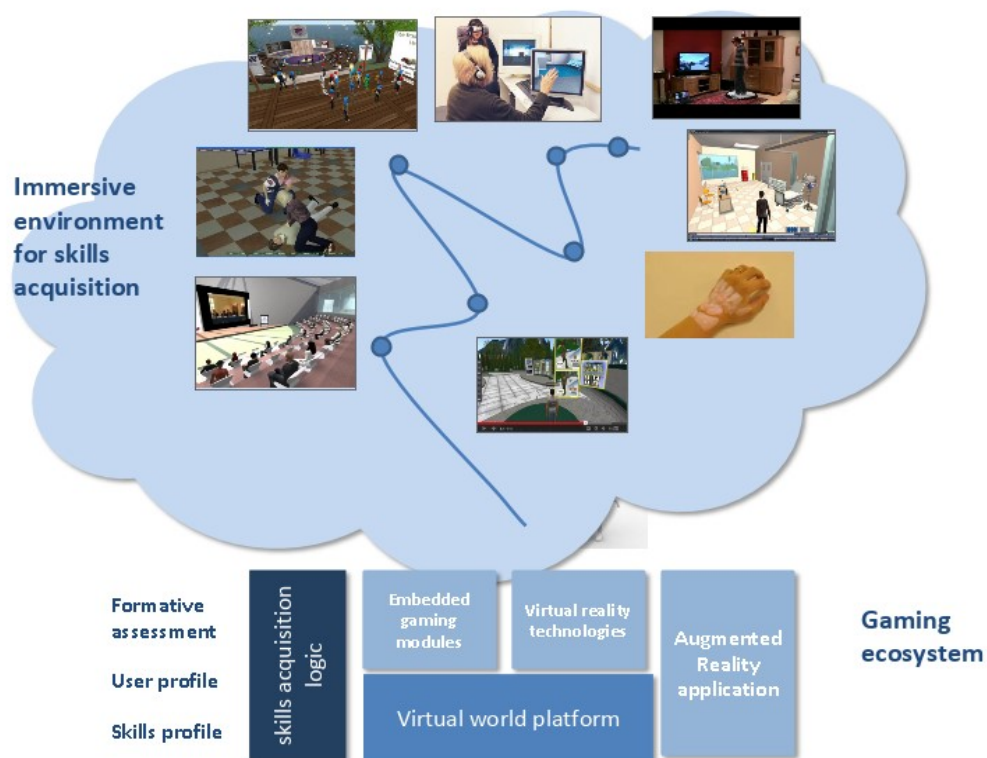 Immersive
environment
for skills
acquisition
Formative
assessment
User profile
Skills profile
skills acquisition
logic
Embedded
gaming
modules
Virtual reality
technologies
Virtual world platform
Augmented
Reality
application
Gaming
ecosystem